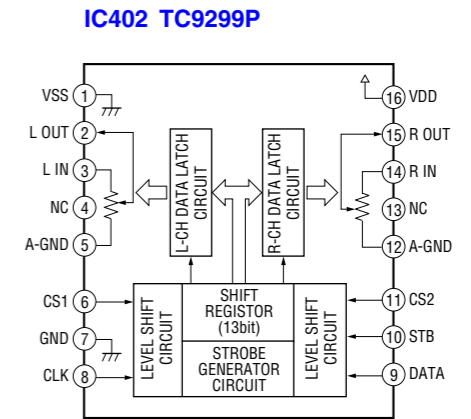 IC402 TC9299P
VSS 1
L OUT 2
L IN 3
NC 4
A-GND 5
CS1 6
GND 7
CLK 8
16 VDD
15 R OUT
14 R IN
13 NC
12 A-GND
11 CS2
10 STB
9 DATA
L-CH DATA LATCH
CIRCUIT
R-CH DATA LATCH
CIRCUIT
LEVEL SHIFT
CIRCUIT
SHIFT
REGISTOR
(13bit)
STROBE
GENERATOR
CIRCUIT
LEVEL SHIFT
CIRCUIT